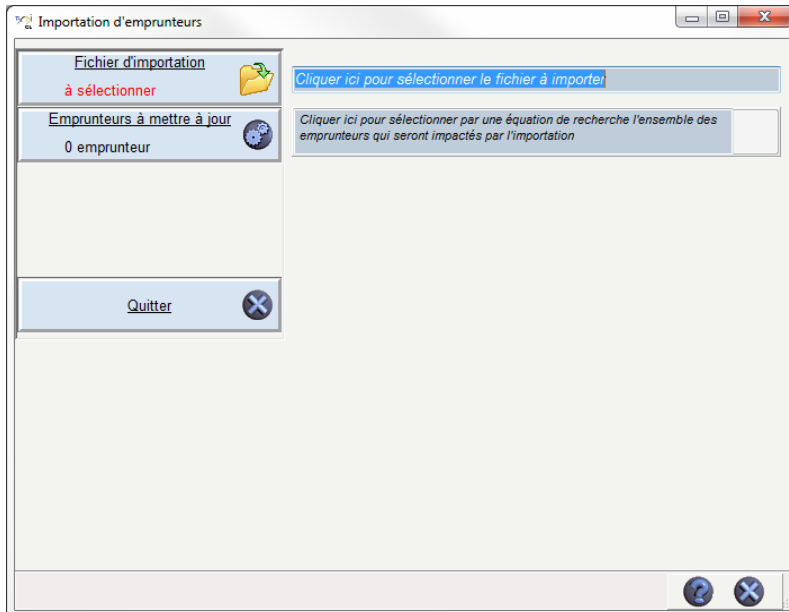 Importation d'emprunteurs
Fichier d'importation
à sélectionner
Cliquer ici pour sélectionner le fichier à importer
Emprunteurs à mettre à jour
0 emprunteur
Cliquer ici pour sélectionner par une équation de recherche l'ensemble des
emprunteurs qui seront impactés par l'importation
Quitter